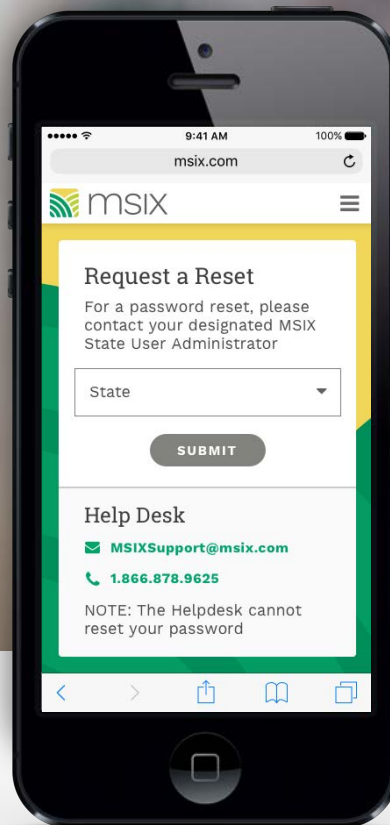 9:41 AM
100%
msix.com
msix
Request a Reset
For a password reset, please
contact your designated MSIX
State User Administrator
State
SUBMIT
Help Desk
MSIXSupport@msix.com
1.866.878.9625
NOTE: The Helpdesk cannot
reset your password